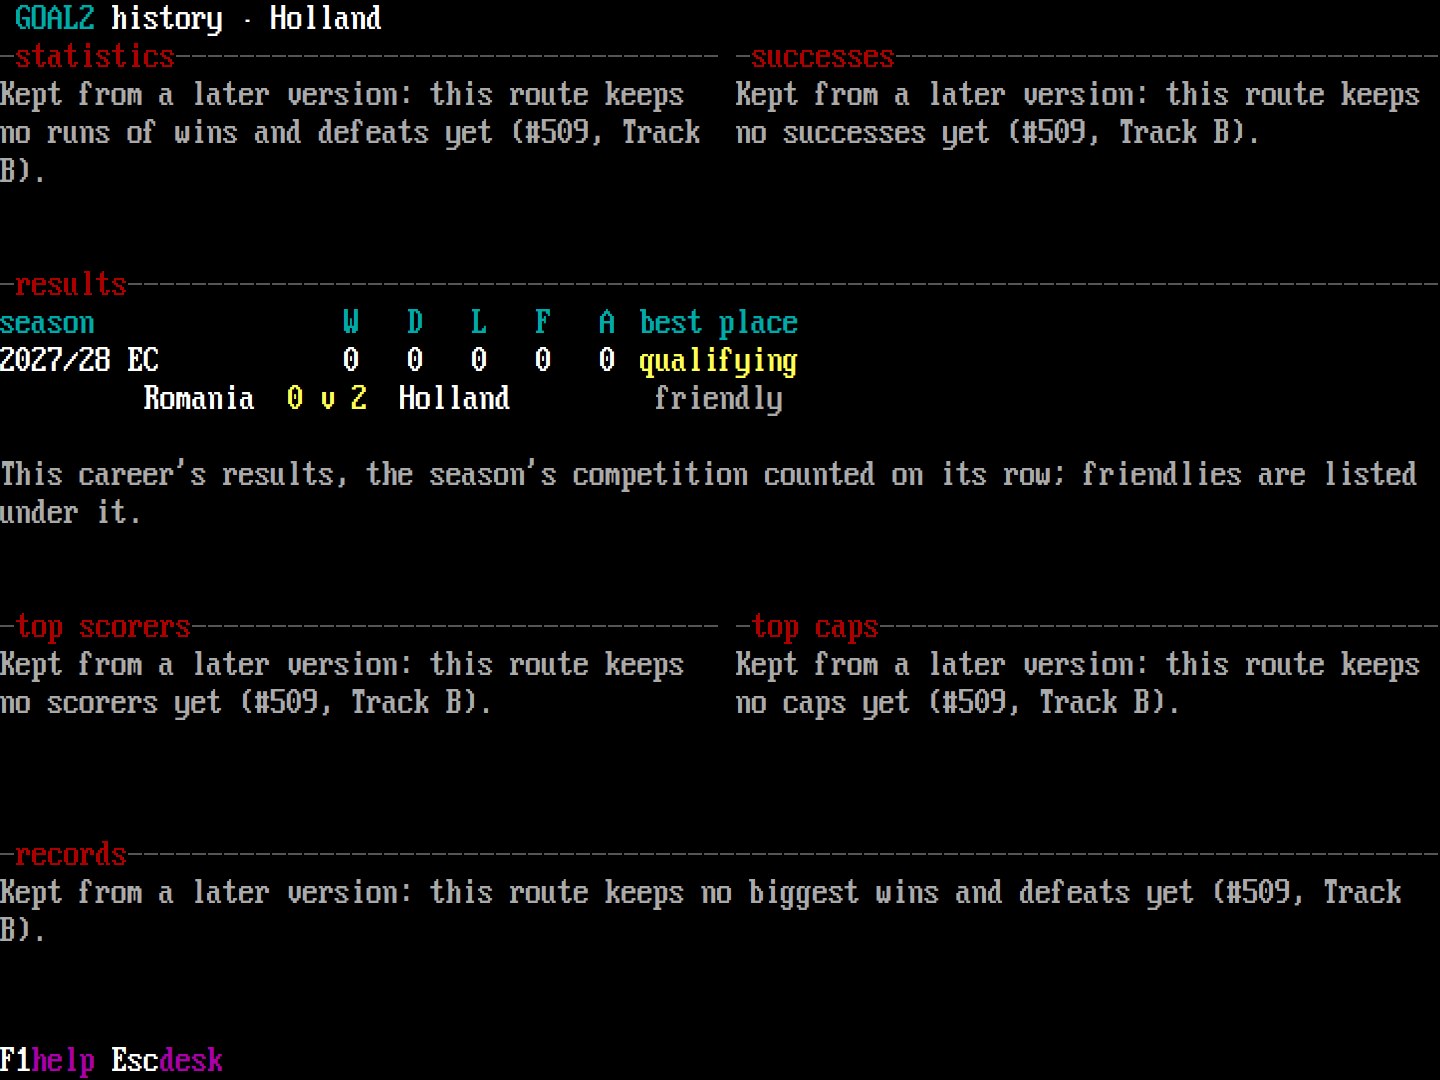 GOAL2 history · Holland
statistics
Kept from a later version: this route keeps
no runs of wins and defeats yet (#509, Track
B).
successes
Kept from a later version: this route keeps
no successes yet (#509, Track B).
results
season W D L F A best place
2027/28 EC 0 0 0 0 0 qualifying
Romania 0 v 2 Holland friendly
This career's results, the season's competition counted on its row; friendlies are listed
under it.
top scorers
Kept from a later version: this route keeps
no scorers yet (#509, Track B).
top caps
Kept from a later version: this route keeps
no caps yet (#509, Track B).
records
Kept from a later version: this route keeps no biggest wins and defeats yet (#509, Track
B).
F1help Escdesk